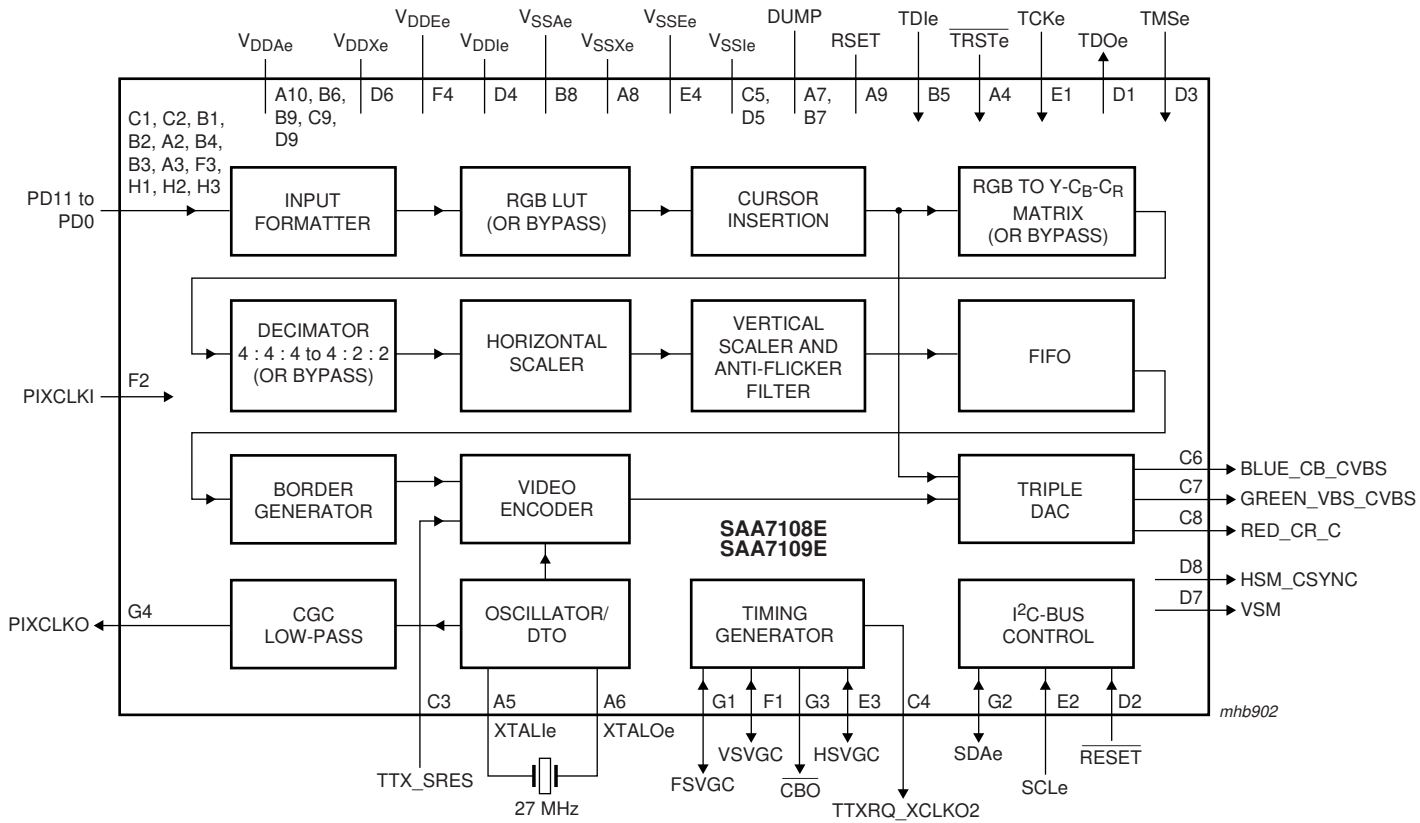 VDDAe
VDDXe
VDDEe
VDDIe
VSSAe
VSSXe
VSSEe
VSSIe
DUMP
RSET
TDIe
TRSTe
TCKe
TDOe
TMSe
A10, B6,
B9, C9,
D9
D6
F4
D4
B8
A8
E4
C5,
D5
A7,
B7
A9
B5
A4
E1
D1
D3
C1, C2, B1,
B2, A2, B4,
B3, A3, F3,
H1, H2, H3
PD11 to
PD0
INPUT
FORMATTER
RGB LUT
(OR BYPASS)
CURSOR
INSERTION
RGB TO Y-CB-CR
MATRIX
(OR BYPASS)
DECIMATOR
4 : 4 : 4 to 4 : 2 : 2
(OR BYPASS)
HORIZONTAL
SCALER
VERTICAL
SCALER AND
ANTI-FLICKER
FILTER
FIFO
PIXCLKI
F2
BORDER
GENERATOR
VIDEO
ENCODER
TRIPLE
DAC
C6
BLUE_CB_CVBS
C7
GREEN_VBS_CVBS
C8
RED_CR_C
SAA7108E
SAA7109E
D8
HSM_CSYNC
D7
VSM
PIXCLKO
G4
CGC
LOW-PASS
OSCILLATOR/
DTO
TIMING
GENERATOR
I2C-BUS
CONTROL
C3
A5
A6
G1
F1
G3
E3
C4
G2
E2
D2
mhb902
XTALIe
XTALOe
TTX_SRES
27 MHz
FSVGC
VSVGC
CBO
HSVGC
TTXRQ_XCLKO2
SDAe
SCLe
RESET